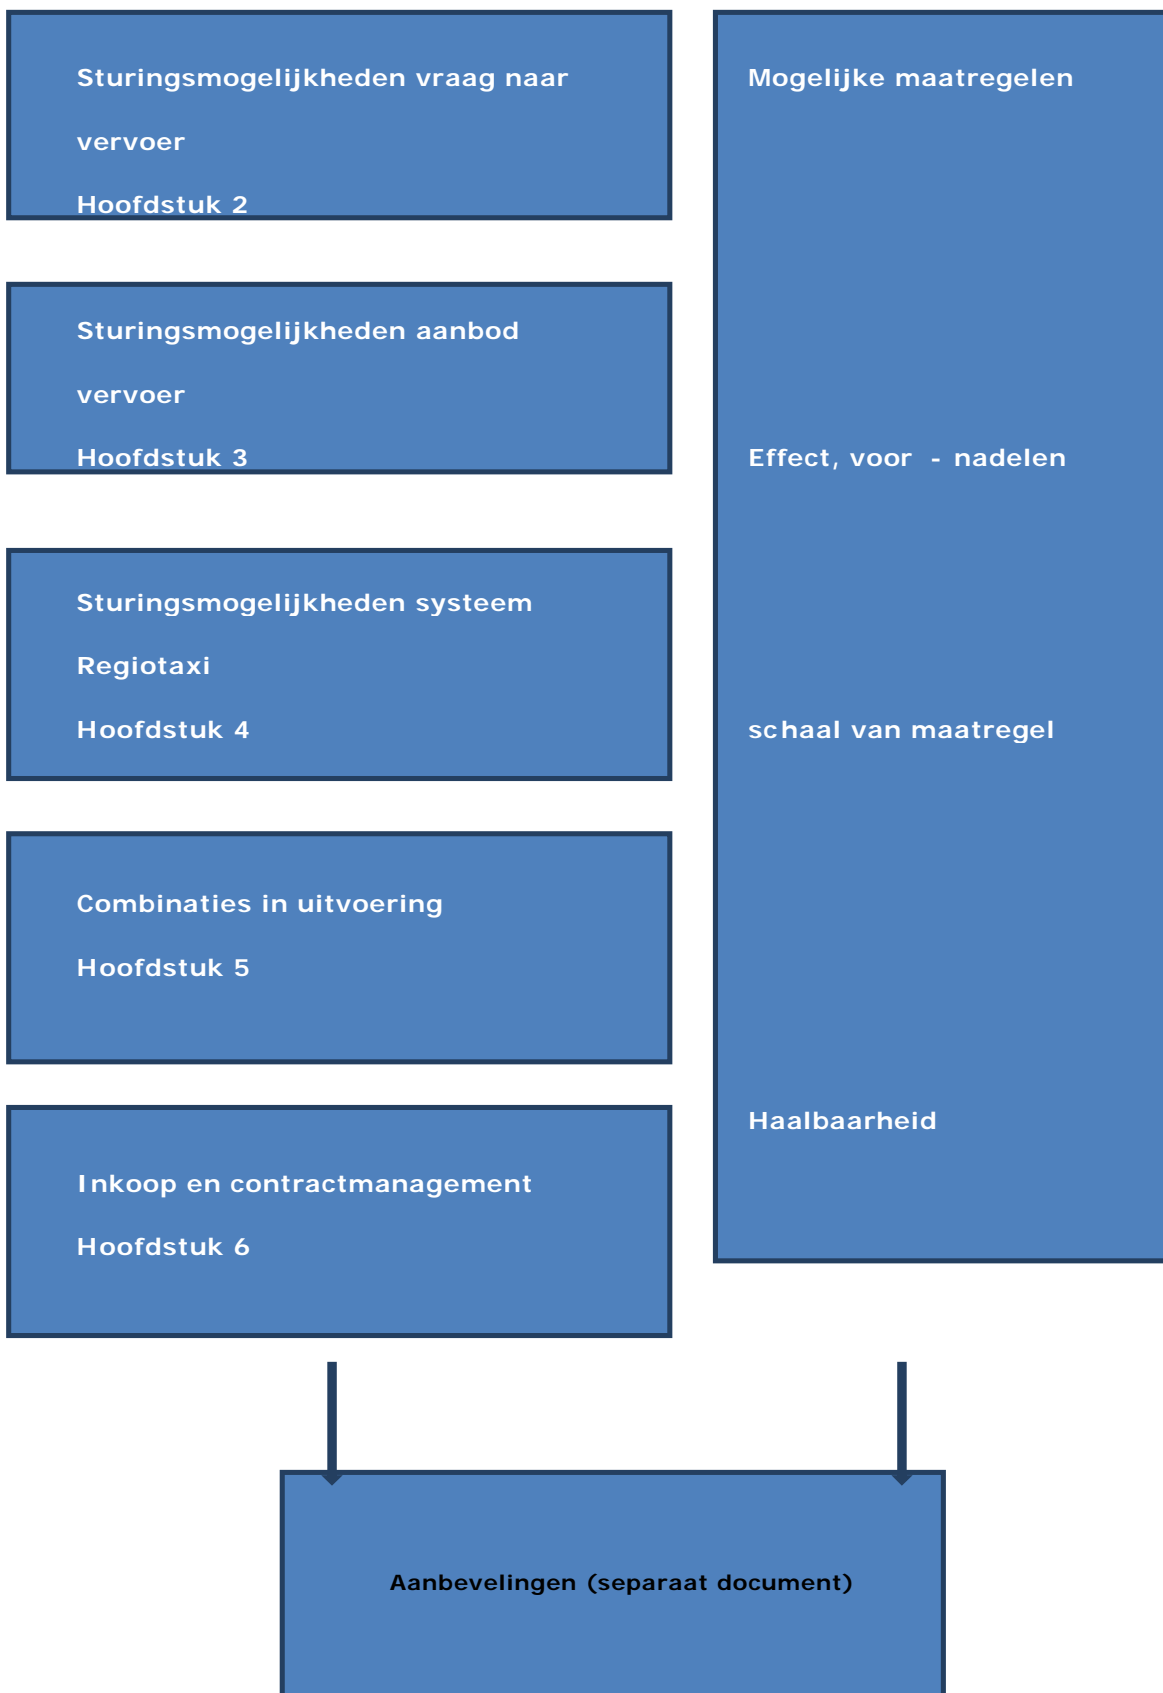 Sturingsmogelijkheden vraag naar
vervoer
Hoofdstuk 2
Sturingsmogelijkheden aanbod
vervoer
Hoofdstuk 3
Sturingsmogelijkheden systeem
Regiotaxi
Hoofdstuk 4
Combinaties in uitvoering
Hoofdstuk 5
Inkoop en contractmanagement
Hoofdstuk 6
Mogelijke maatregelen
Effect, voor - nadelen
schaal van maatregel
Haalbaarheid
Aanbevelingen (separaat document)